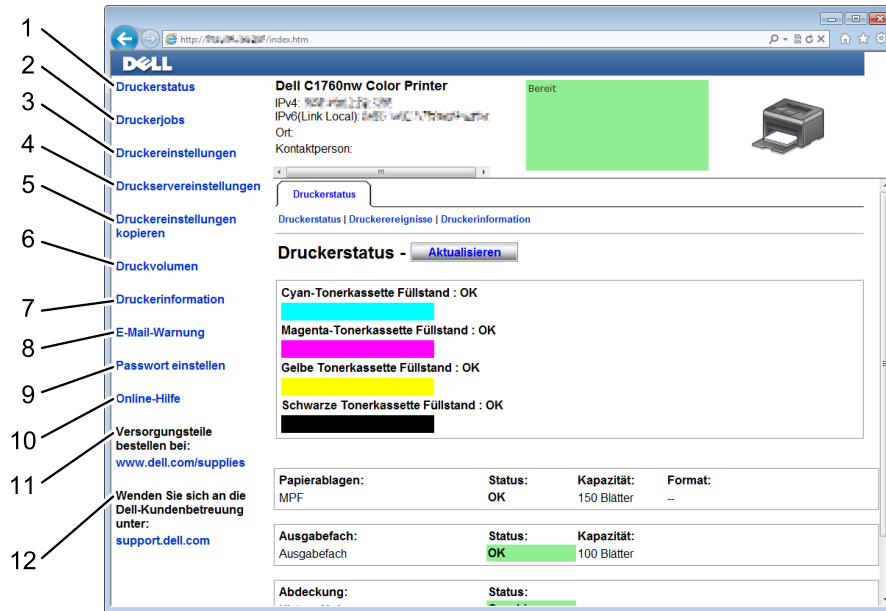 1
2
3
4
5
6
7
8
9
10
11
12
http://
/index.htm
DELL
Druckerstatus
Druckerjobs
Druckereinstellungen
Druckservereinstellungen
Druckereinstellungen
kopieren
Druckvolumen
Druckerinformation
E-Mail-Warnung
Passwort einstellen
Online-Hilfe
Versorgungsteile
bestellen bei:
www.dell.com/supplies
Wenden Sie sich an die
Dell-Kundenbetreuung
unter:
support.dell.com
Dell C1760nw Color Printer
IPv4:
IPv6(Link Local):
Ort:
Kontaktperson:
Bereit
Druckerstatus
Druckerstatus | Druckerereignisse | Druckerinformation
Druckerstatus - Aktualisieren
Cyan-Tonerkassette Füllstand : OK
Magenta-Tonerkassette Füllstand : OK
Gelbe Tonerkassette Füllstand : OK
Schwarze Tonerkassette Füllstand : OK
Papierablagen: Status: Kapazität: Format:
MPF OK 150 Blätter --
Ausgabefach: Status: Kapazität:
Ausgabefach OK 100 Blätter
Abdeckung: Status: